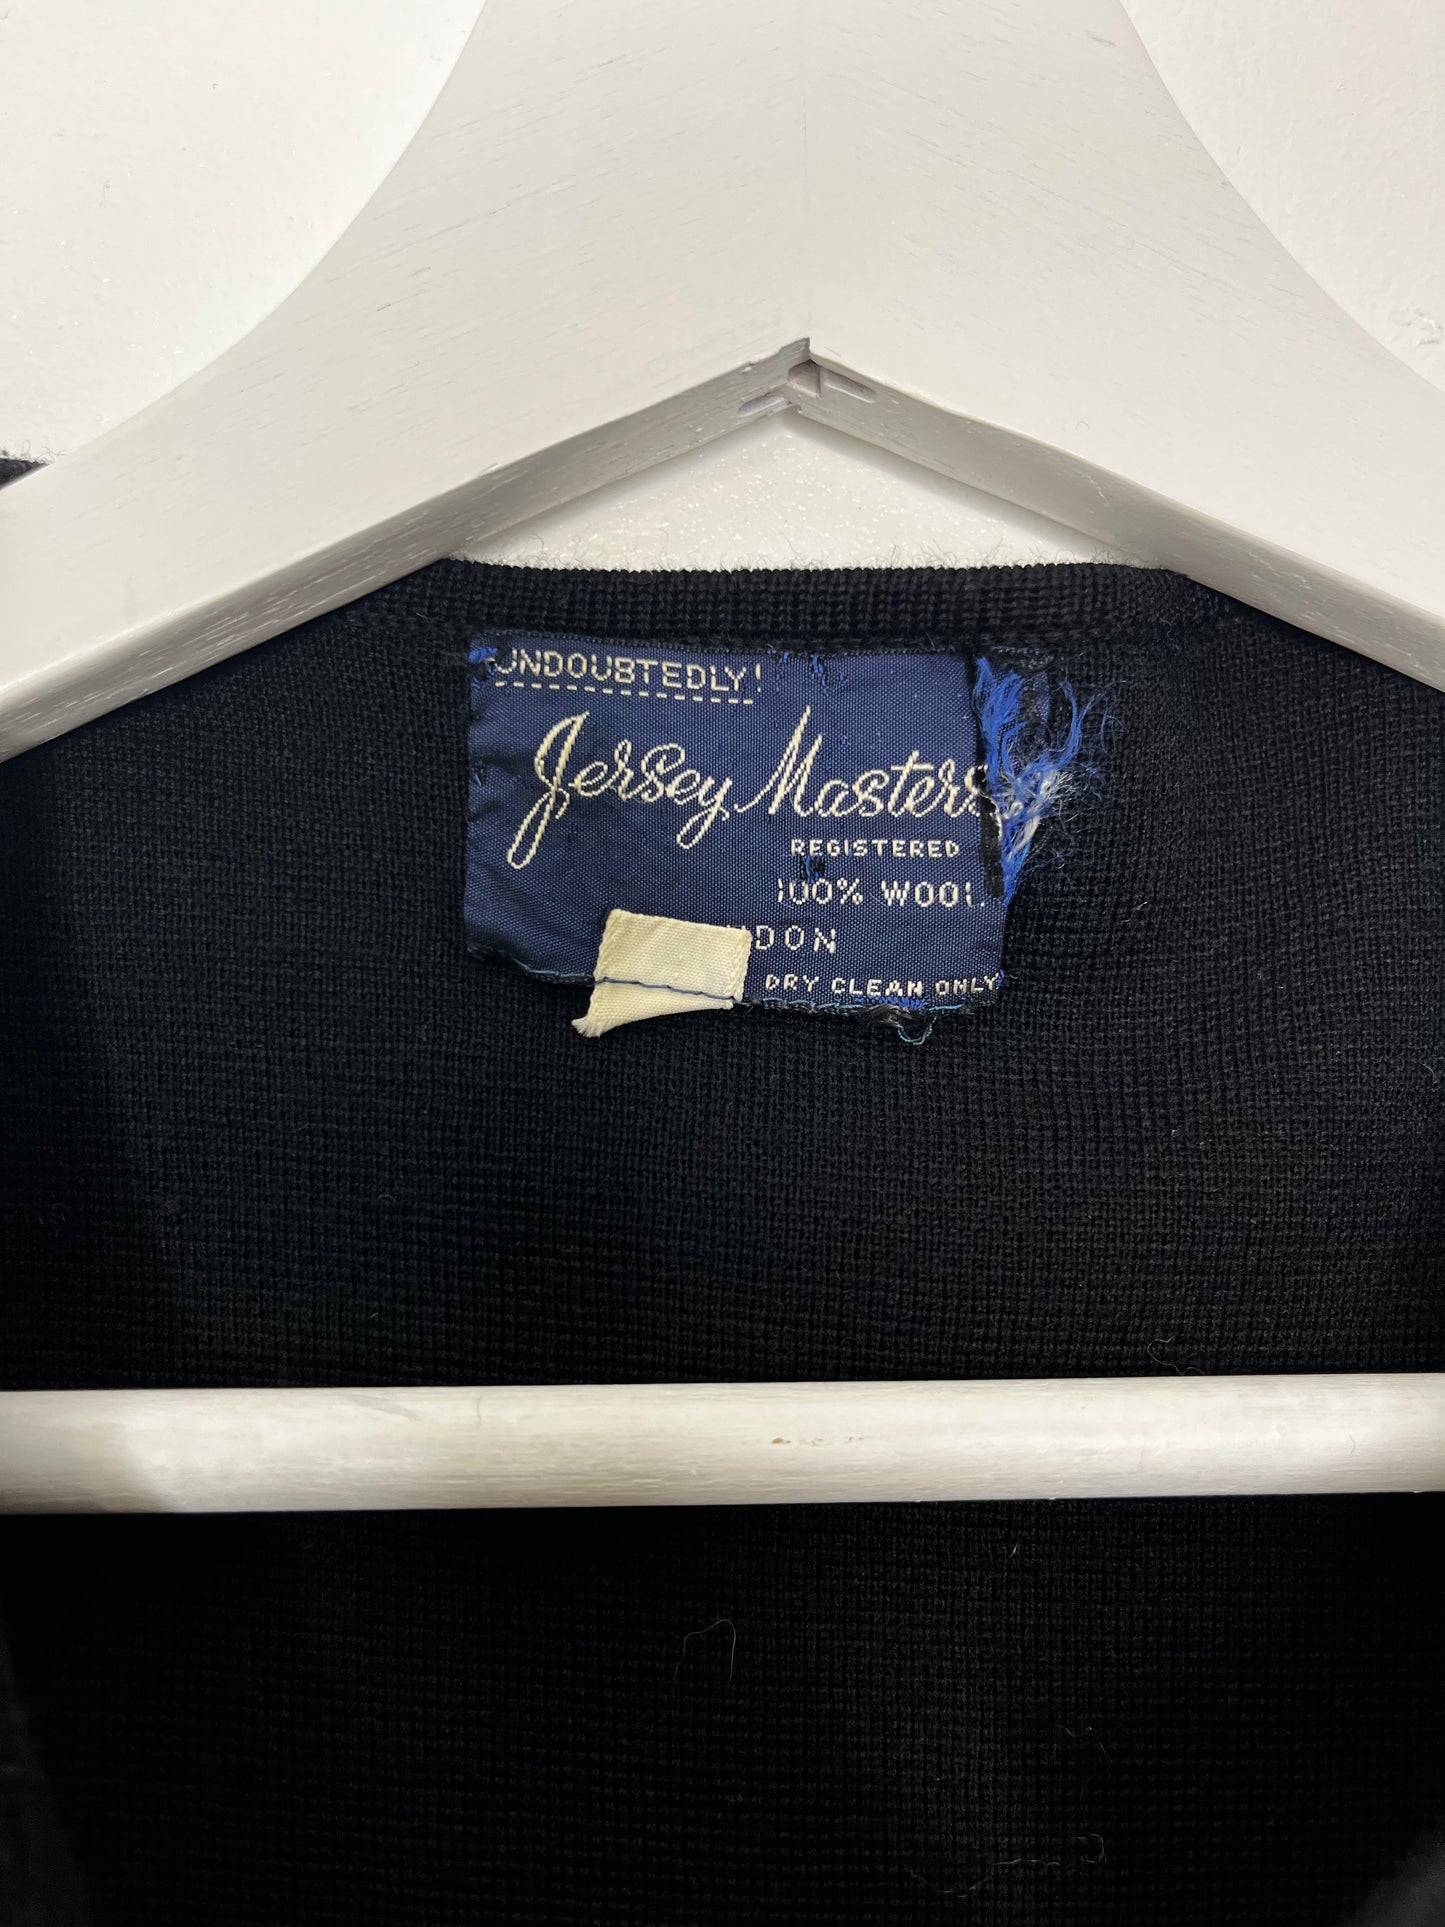 UNDOUBTEDLY!
Jersey Masters
REGISTERED
100% WOOL
DON
DRY CLEAN ONLY